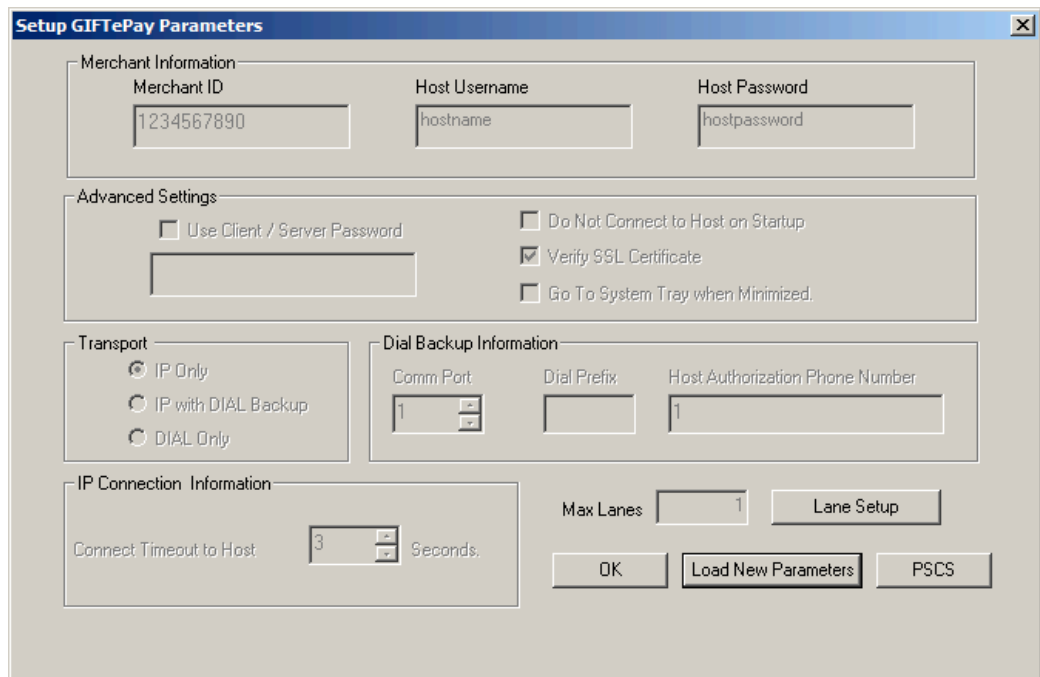 Setup GIFTePay Parameters
Merchant Information
Merchant ID Host Username Host Password
1234567890 hostname hostpassword
Advanced Settings
Use Client / Server Password
Do Not Connect to Host on Startup
Verify SSL Certificate
Go To System Tray when Minimized.
Transport
IP Only
IP with DIAL Backup
DIAL Only
Dial Backup Information
Comm Port Dial Prefix Host Authorization Phone Number
1 1
IP Connection Information
Connect Timeout to Host 3 Seconds.
Max Lanes 1 Lane Setup
OK Load New Parameters PSCS